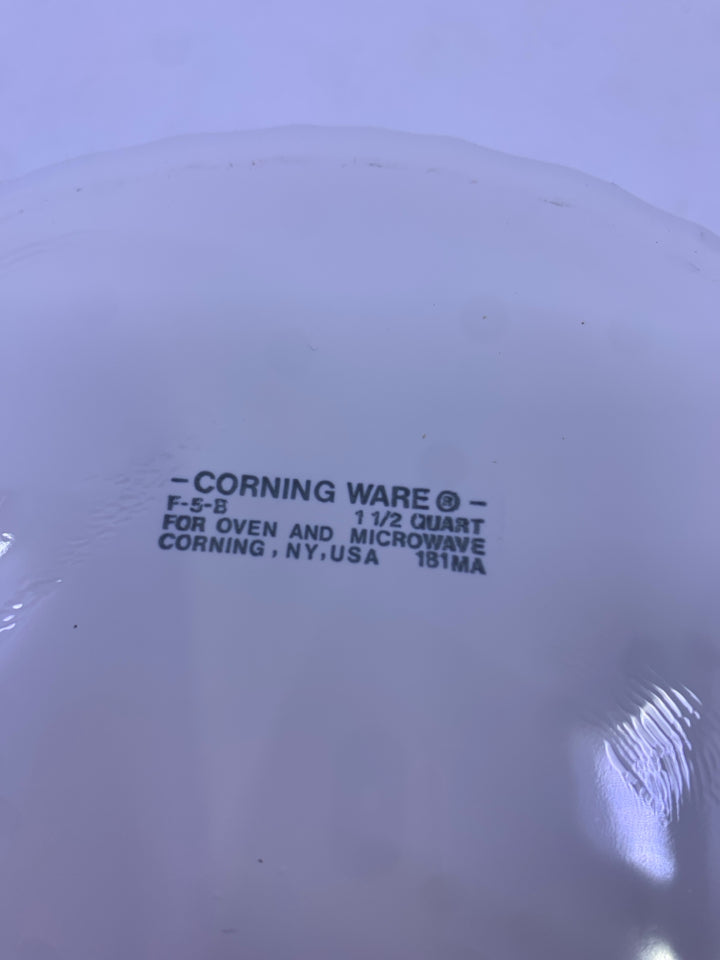 -CORNING WARE®-
F-5-B 1 1/2 QUART
FOR OVEN AND MICROWAVE
CORNING, NY, USA 181MA